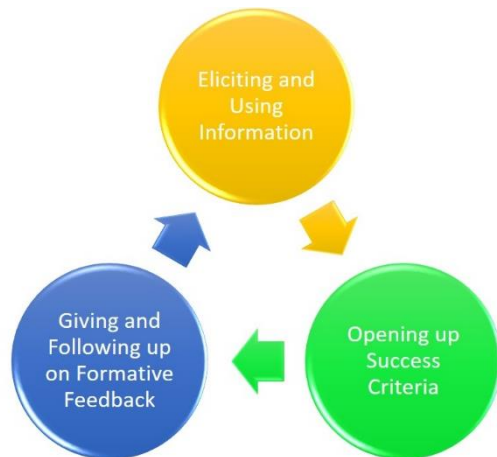 Eliciting and
Using
Information
Opening up
Success
Criteria
Giving and
Following up
on Formative
Feedback